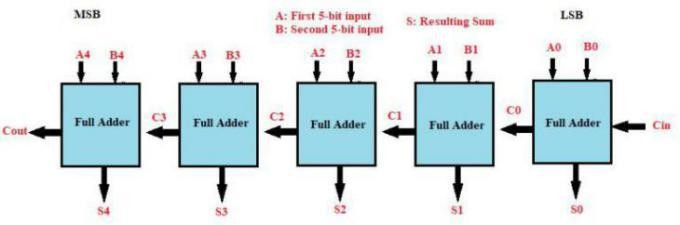 MSB
A: First 5-bit input
B: Second 5-bit input
S: Resulting Sum
LSB
A4 B4 A3 B3 A2 B2 A1 B1 A0 B0
Cout Full Adder C3 Full Adder C2 Full Adder C1 Full Adder C0 Full Adder Cin
S4 S3 S2 S1 S0